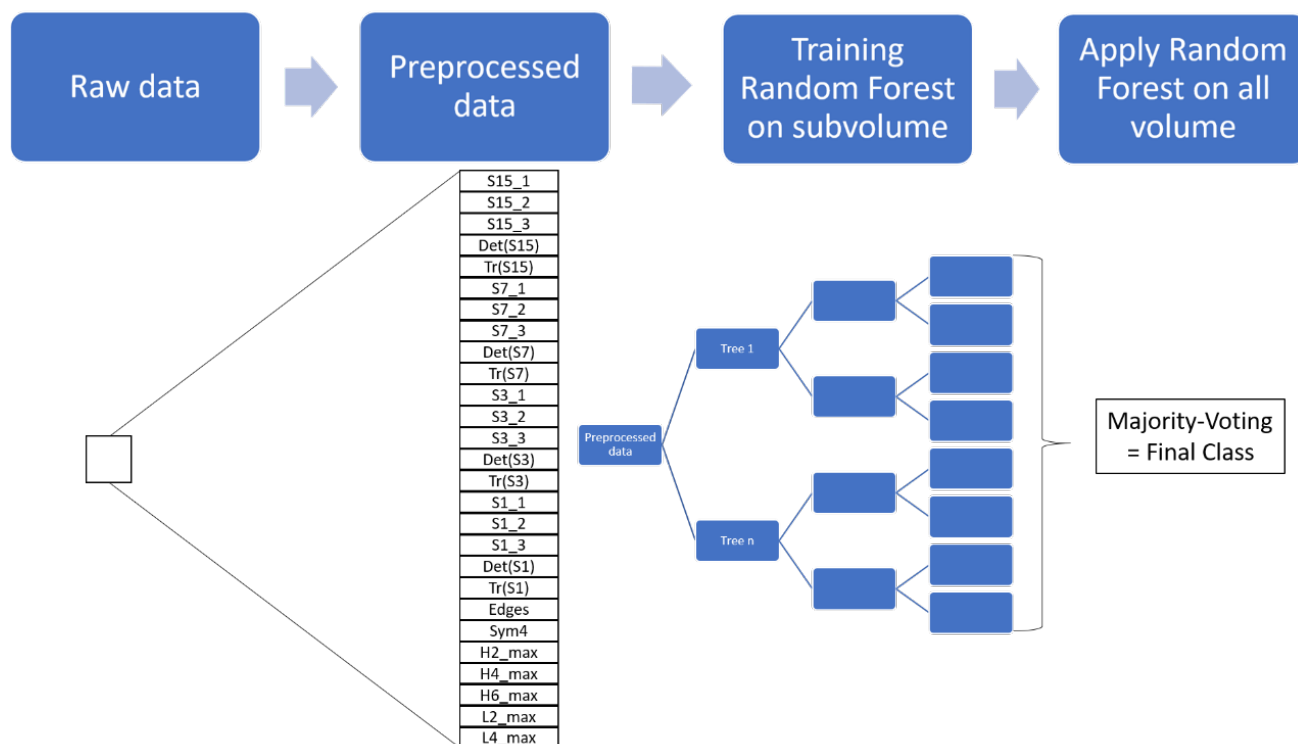 Raw data
Preprocessed
data
Training
Random Forest
on subvolume
Apply Random
Forest on all
volume
S15_1
S15_2
S15_3
Det(S15)
Tr(S15)
S7_1
S7_2
S7_3
Det(S7)
Tr(S7)
S3_1
S3_2
S3_3
Det(S3)
Tr(S3)
S1_1
S1_2
S1_3
Det(S1)
Tr(S1)
Edges
Sym4
H2_max
H4_max
H6_max
L2_max
L4_max
Preprocessed
data
Tree 1
Tree n
Majority-Voting
= Final Class